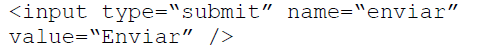 <input type=“submit” name=“enviar”
value=“Enviar” />